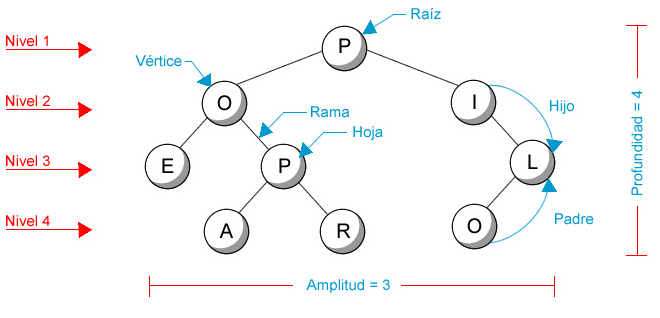 Raíz
Nivel 1
P
Vértice
Nivel 2
O
I
Hijo
Rama
Hoja
Nivel 3
E
P
L
Nivel 4
A
R
O
Padre
Profundidad = 4
Amplitud = 3